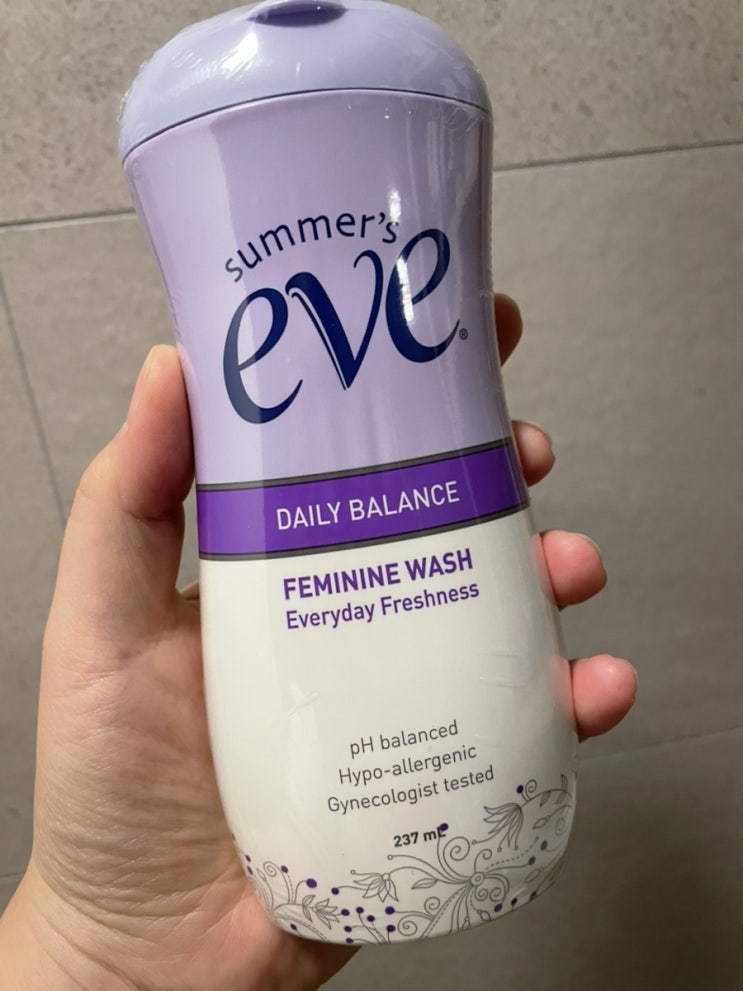 summer's
eve®
DAILY BALANCE
FEMININE WASH
Everyday Freshness
pH balanced
Hypo-allergenic
Gynecologist tested
237 mL